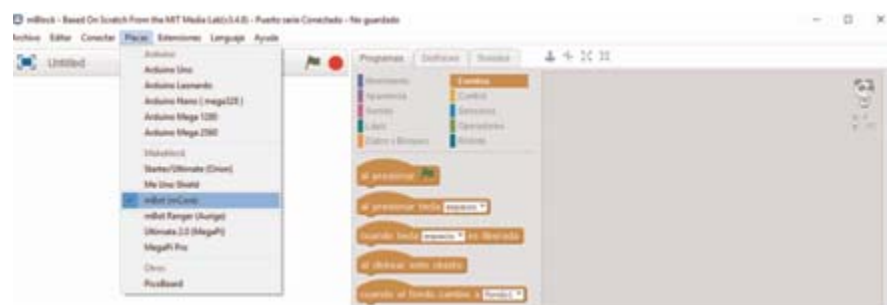 mBlock - Based On Scratch From the MIT Media Lab(v3.4.8) - Puerto serie Conectado - No guardado
Archivo Editar Conectar Placas Extensiones Lenguaje Ayuda
Untitled
Arduino
Arduino Uno
Arduino Leonardo
Arduino Nano ( mega328 )
Arduino Mega 1280
Arduino Mega 2560
Makeblock
Starter/Ultimate (Orion)
Me Uno Shield
mBot (mCore)
mBot Ranger (Auriga)
Ultimate 2.0 (MegaPi)
MegaPi Pro
Otros
PicoBoard
Programas Disfraces Sonidos
Movimiento Eventos
Apariencia Control
Sonido Sensores
Lápiz Operadores
Datos y Bloques Robots
al presionar
al presionar tecla espacio
cuando tecla espacio es liberada
al clickear este objeto
cuando el fondo cambie a fondo1